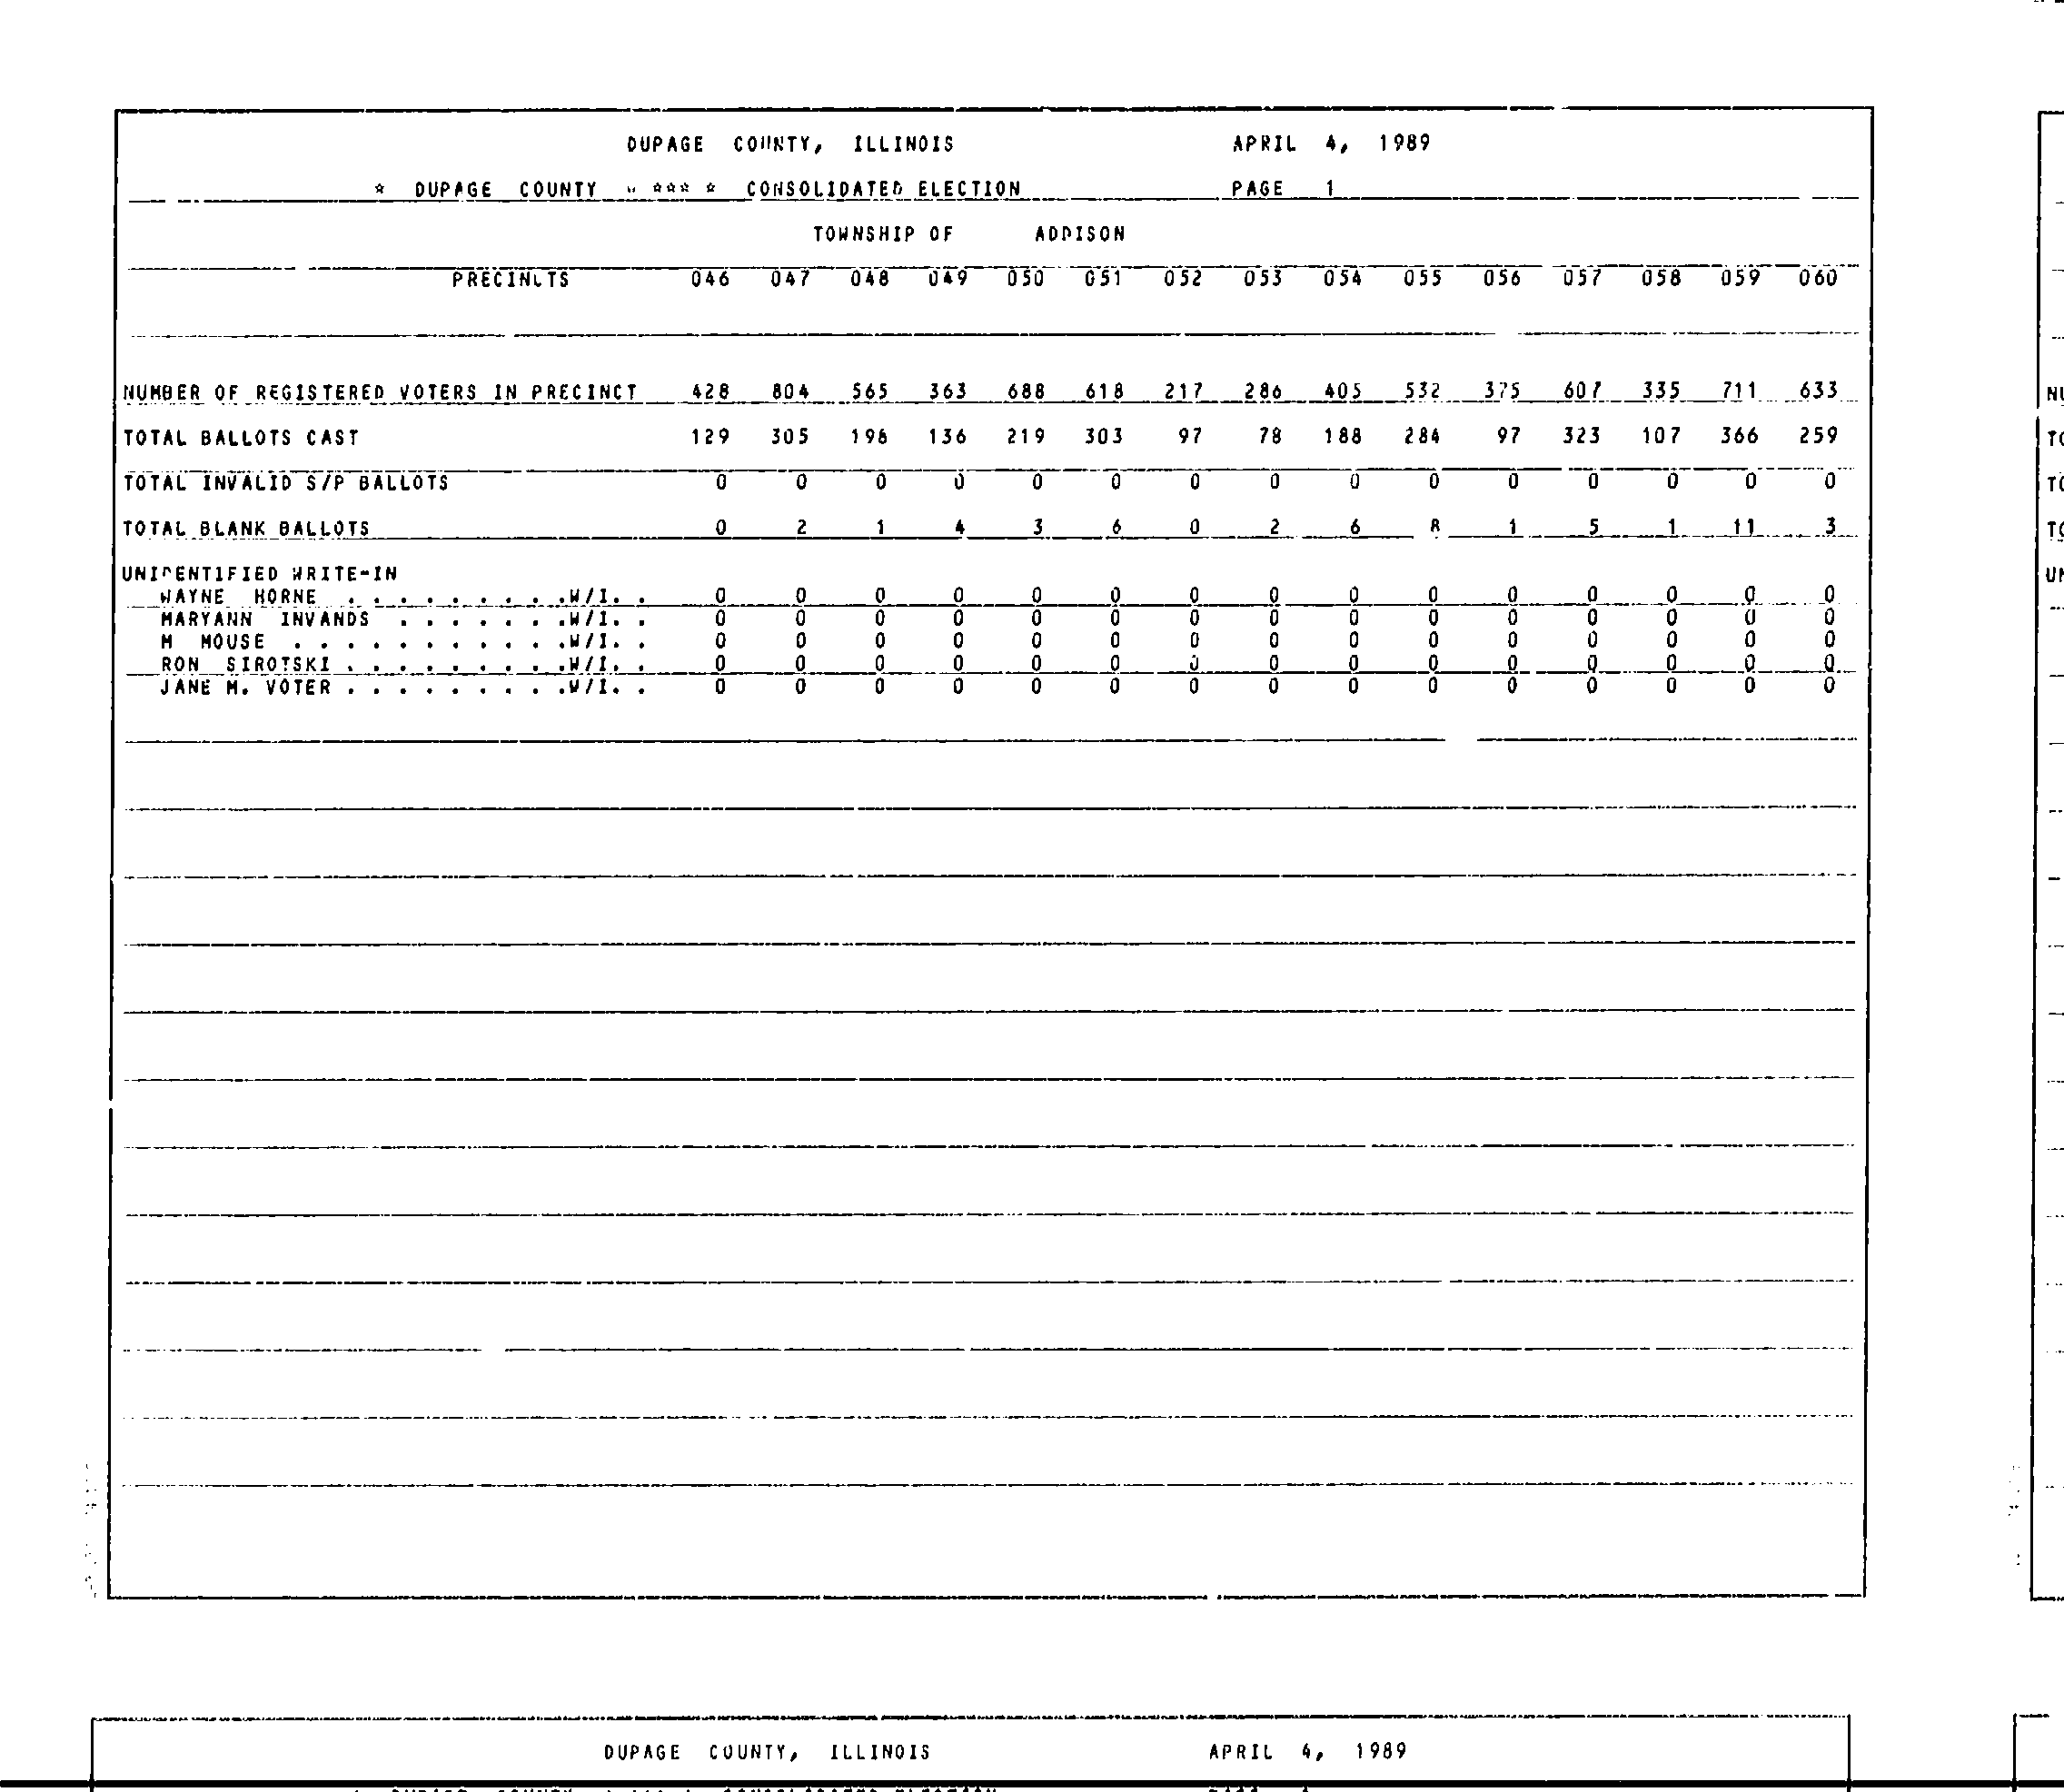 DUPAGE COUNTY, ILLINOIS APRIL 4, 1989
* DUPAGE COUNTY * *** * CONSOLIDATED ELECTION PAGE 1
TOWNSHIP OF ADDISON
PRECINCTS 046 047 048 049 050 051 052 053 054 055 056 057 058 059 060
NUMBER OF REGISTERED VOTERS IN PRECINCT 428 804 565 363 688 618 217 286 405 532 375 607 335 711 633
TOTAL BALLOTS CAST 129 305 196 136 219 303 97 78 188 284 97 323 107 366 259
TOTAL INVALID S/P BALLOTS 0 0 0 0 0 0 0 0 0 0 0 0 0 0 0
TOTAL BLANK BALLOTS 0 2 1 4 3 6 0 2 6 8 1 5 1 11 3
UNIDENTIFIED WRITE-IN
WAYNE HORNE . . . . . . . . .W/I. . 0 0 0 0 0 0 0 0 0 0 0 0 0 0 0
MARYANN INVANDS . . . . . . .W/I. . 0 0 0 0 0 0 0 0 0 0 0 0 0 0 0
M MOUSE . . . . . . . . . . .W/I. . 0 0 0 0 0 0 0 0 0 0 0 0 0 0 0
RON SIROTSKI . . . . . . . . .W/I. . 0 0 0 0 0 0 0 0 0 0 0 0 0 0 0
JANE M. VOTER . . . . . . . . .W/I. . 0 0 0 0 0 0 0 0 0 0 0 0 0 0 0
DUPAGE COUNTY, ILLINOIS APRIL 4, 1989